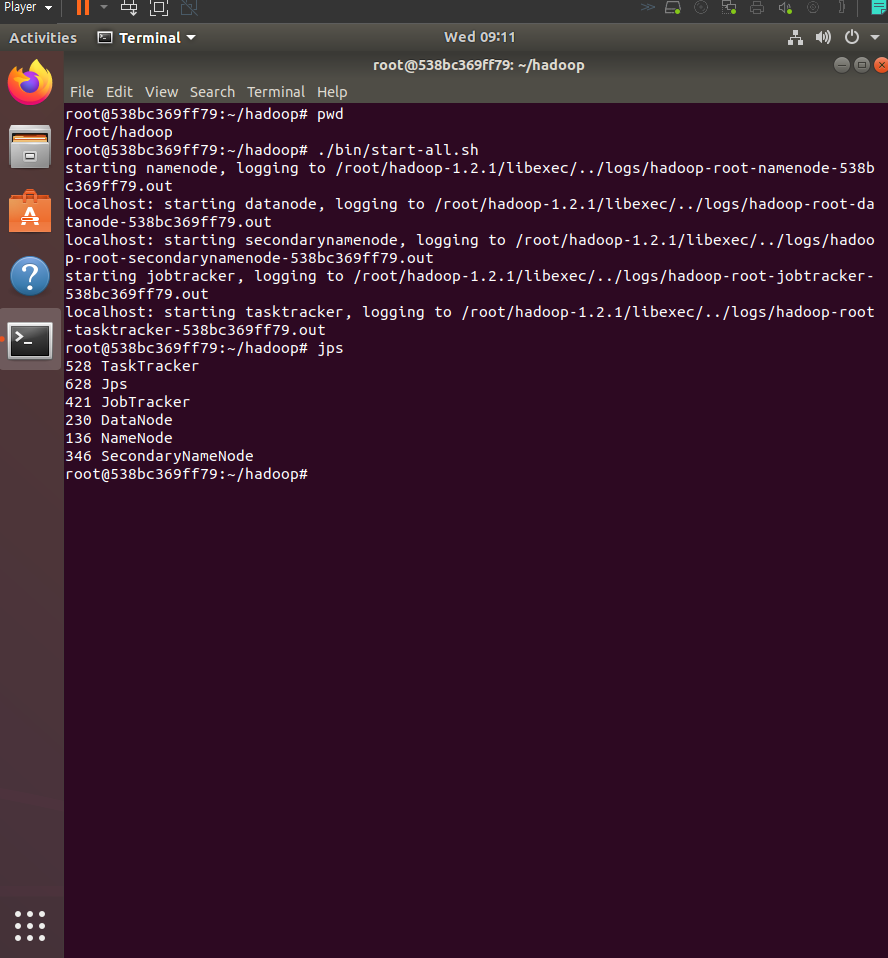 Player
Activities
Terminal
Wed 09:11
root@538bc369ff79: ~/hadoop
File Edit View Search Terminal Help
root@538bc369ff79:~/hadoop# pwd
/root/hadoop
root@538bc369ff79:~/hadoop# ./bin/start-all.sh
starting namenode, logging to /root/hadoop-1.2.1/libexec/../logs/hadoop-root-namenode-538b
c369ff79.out
localhost: starting datanode, logging to /root/hadoop-1.2.1/libexec/../logs/hadoop-root-da
tanode-538bc369ff79.out
localhost: starting secondarynamenode, logging to /root/hadoop-1.2.1/libexec/../logs/hadoo
p-root-secondarynamenode-538bc369ff79.out
starting jobtracker, logging to /root/hadoop-1.2.1/libexec/../logs/hadoop-root-jobtracker-
538bc369ff79.out
localhost: starting tasktracker, logging to /root/hadoop-1.2.1/libexec/../logs/hadoop-root
-tasktracker-538bc369ff79.out
root@538bc369ff79:~/hadoop# jps
528 TaskTracker
628 Jps
421 JobTracker
230 DataNode
136 NameNode
346 SecondaryNameNode
root@538bc369ff79:~/hadoop#